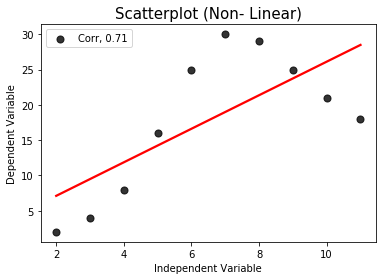 Scatterplot (Non- Linear)
Corr, 0.71
30
25
20
15
10
5
Dependent Variable
2
4
6
8
10
Independent Variable